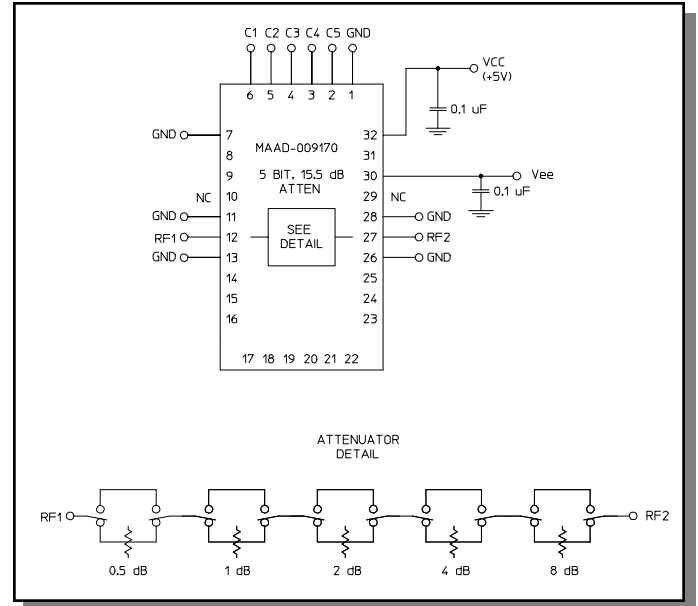 C1 C2 C3 C4 C5 GND
6 5 4 3 2 1
VCC
(+5V)
0.1 uF
GND 7
32
8
MAAD-009170
31
9
5 BIT, 15.5 dB
ATTEN
30
Vee
0.1 uF
NC 10
29 NC
GND 11
28 GND
RF1 12
SEE
DETAIL
27 RF2
GND 13
26 GND
14
25
15
24
16
23
17 18 19 20 21 22
ATTENUATOR
DETAIL
RF1
RF2
0.5 dB 1 dB 2 dB 4 dB 8 dB